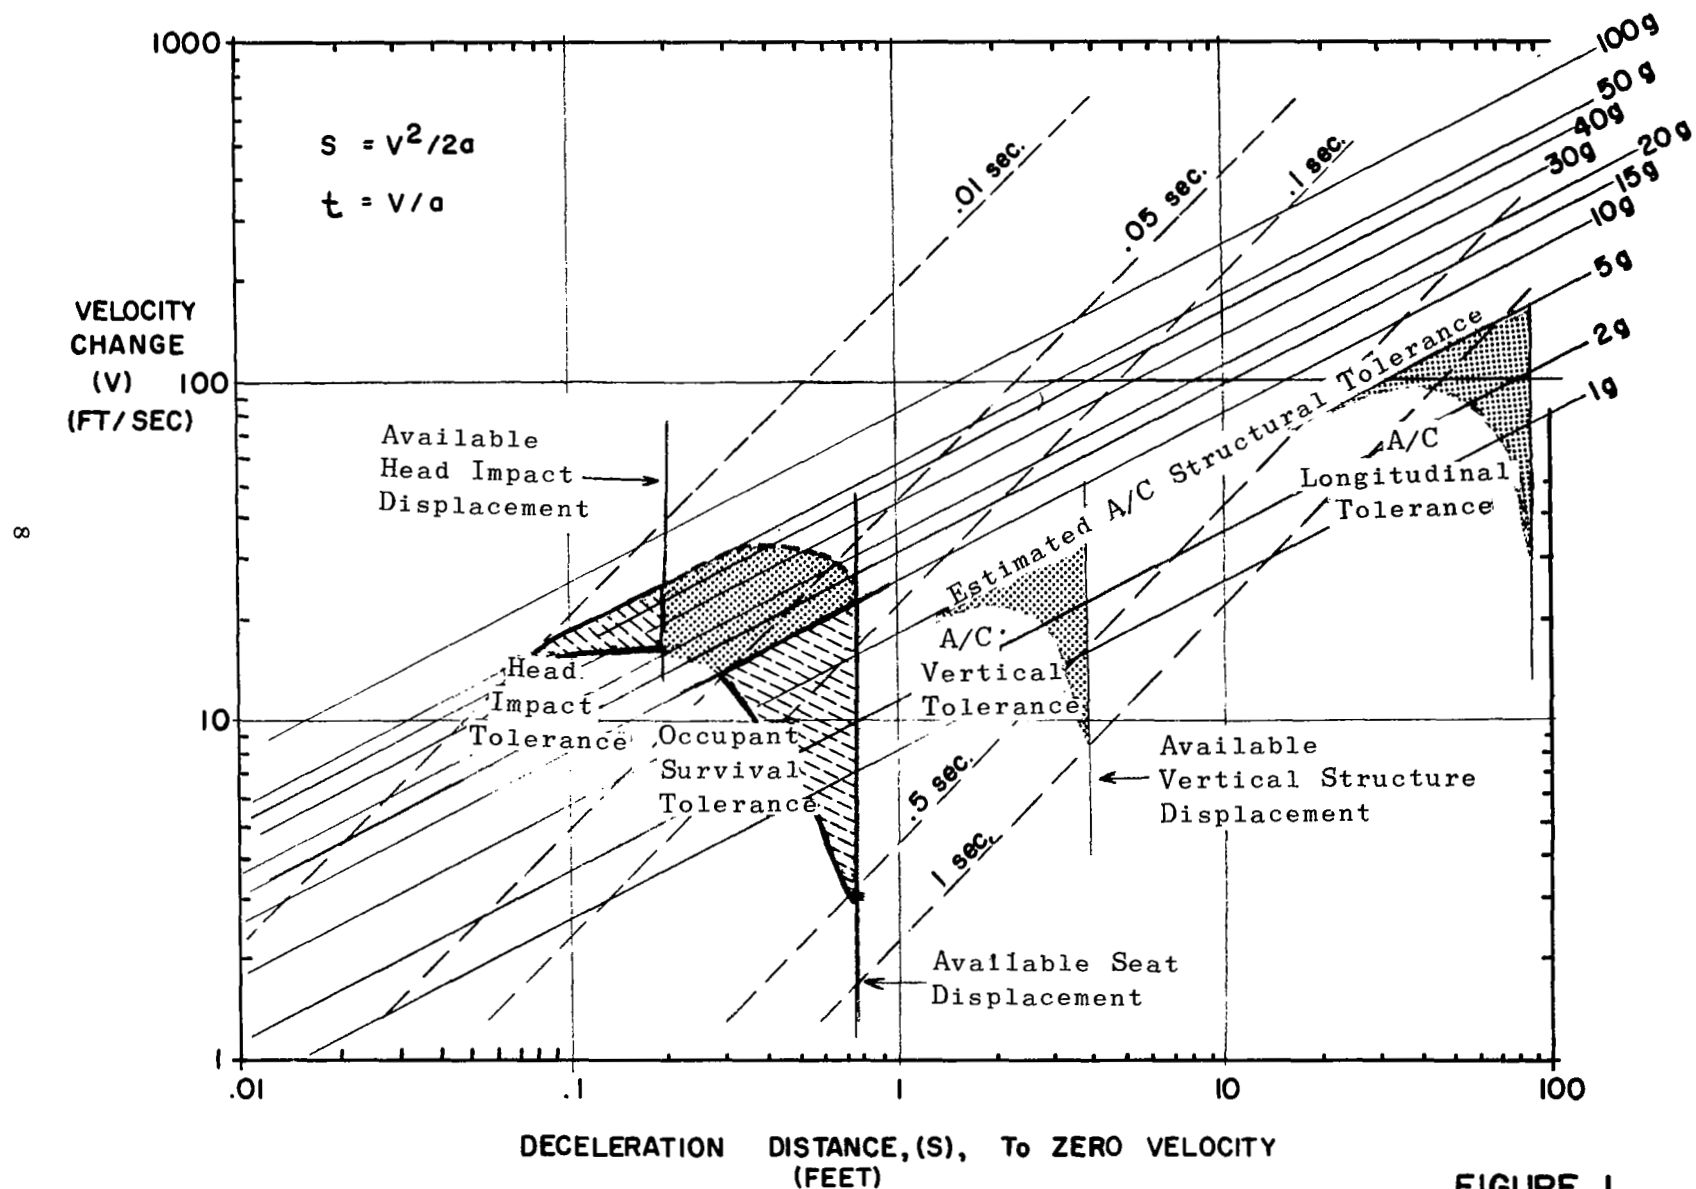 1000
S = V²/2a
t = V/a
VELOCITY
CHANGE
(V)
(FT/SEC)
100
10
1
.01 sec.
.05 sec.
.1 sec.
100g
50g
40g
30g
20g
15g
10g
5g
2g
1g
Available
Head Impact
Displacement
Estimated A/C Structural Tolerance
A/C
Longitudinal
Tolerance
A/C
Vertical
Tolerance
Head
Impact
Tolerance
Occupant
Survival
Tolerance
.5 sec.
1 sec.
Available
Vertical Structure
Displacement
Available Seat
Displacement
8
.01
.1
1
10
100
DECELERATION DISTANCE, (S), To ZERO VELOCITY
(FEET)
FIGURE 1